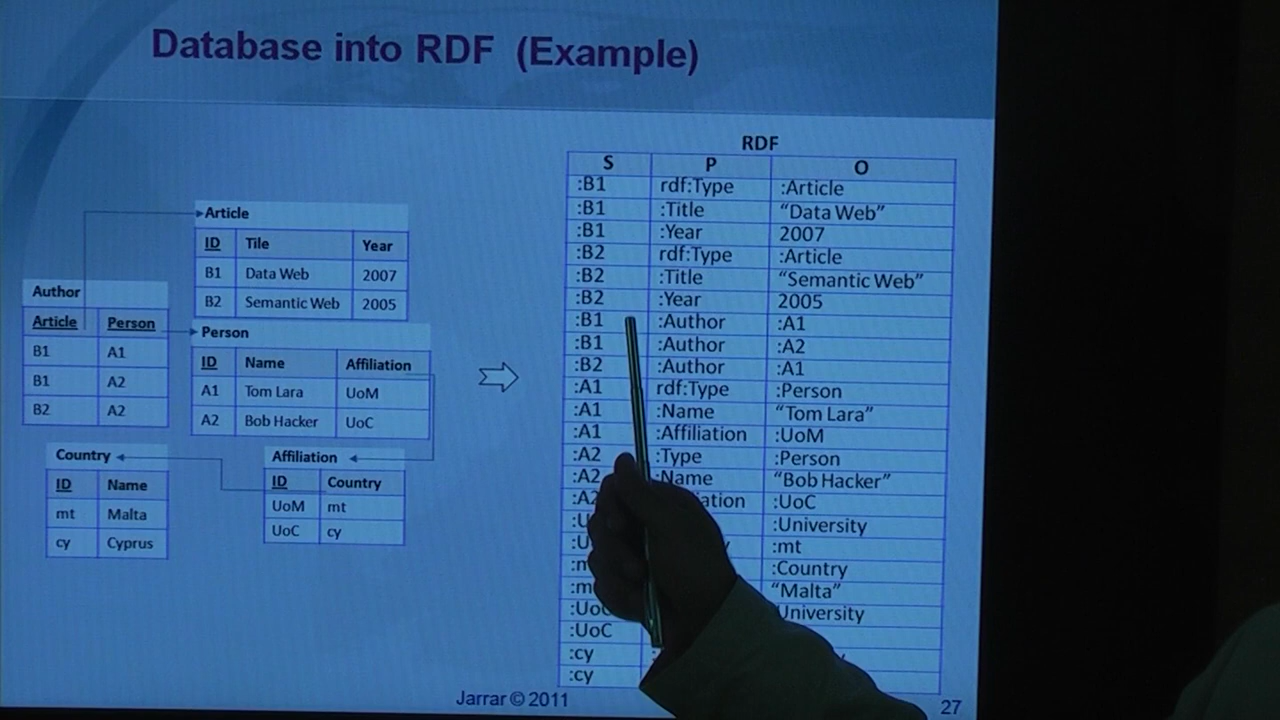 Database into RDF (Example)
Article
ID Tile Year
B1 Data Web 2007
B2 Semantic Web 2005
Author
Article Person
B1 A1
B1 A2
B2 A2
Person
ID Name Affiliation
A1 Tom Lara UoM
A2 Bob Hacker UoC
Country
ID Name
mt Malta
cy Cyprus
Affiliation
ID Country
UoM mt
UoC cy
RDF
S P O
:B1 rdf:Type :Article
:B1 :Title “Data Web”
:B1 :Year 2007
:B2 rdf:Type :Article
:B2 :Title “Semantic Web”
:B2 :Year 2005
:B1 :Author :A1
:B1 :Author :A2
:B2 :Author :A1
:A1 rdf:Type :Person
:A1 :Name “Tom Lara”
:A1 :Affiliation :UoM
:A2 :Type :Person
:A2 :Name “Bob Hacker”
:A2 :UoC
:University
:mt
:Country
“Malta”
University
:UoC
:cy
:cy
Jarrar © 2011
27